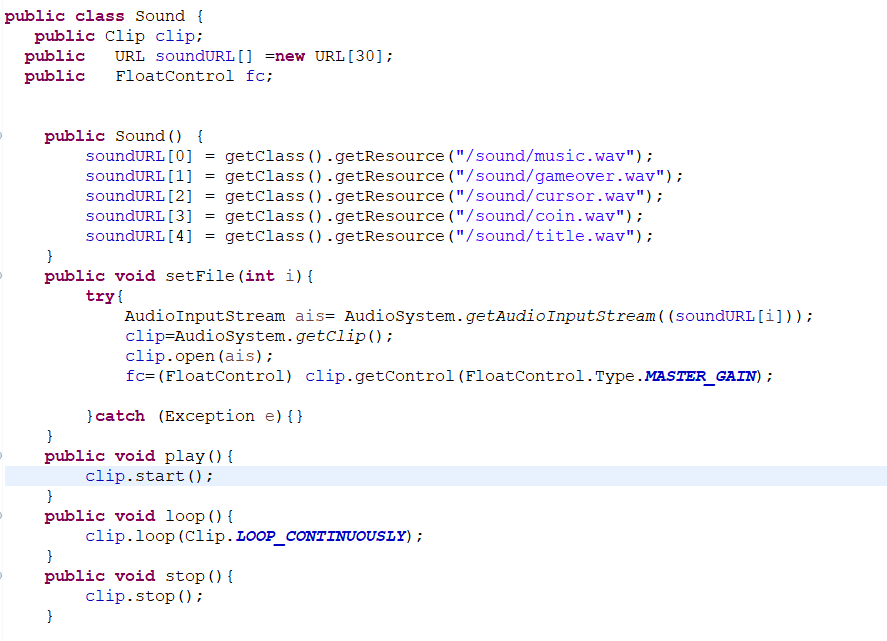 public class Sound {
public Clip clip;
public URL soundURL[] =new URL[30];
public FloatControl fc;
public Sound() {
soundURL[0] = getClass().getResource("/sound/music.wav");
soundURL[1] = getClass().getResource("/sound/gameover.wav");
soundURL[2] = getClass().getResource("/sound/cursor.wav");
soundURL[3] = getClass().getResource("/sound/coin.wav");
soundURL[4] = getClass().getResource("/sound/title.wav");
}
public void setFile(int i){
try{
AudioInputStream ais= AudioSystem.getAudioInputStream((soundURL[i]));
clip=AudioSystem.getClip();
clip.open(ais);
fc=(FloatControl) clip.getControl(FloatControl.Type.MASTER_GAIN);
}catch (Exception e){}
}
public void play(){
clip.start();
}
public void loop(){
clip.loop(Clip.LOOP_CONTINUOUSLY);
}
public void stop(){
clip.stop();
}